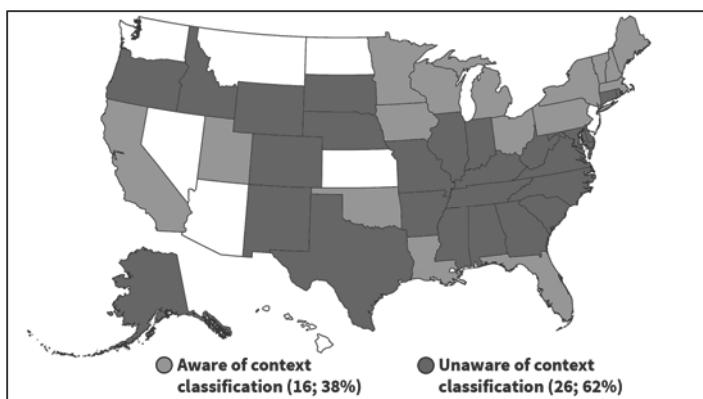 Aware of context
classification (16; 38%)
Unaware of context
classification (26; 62%)